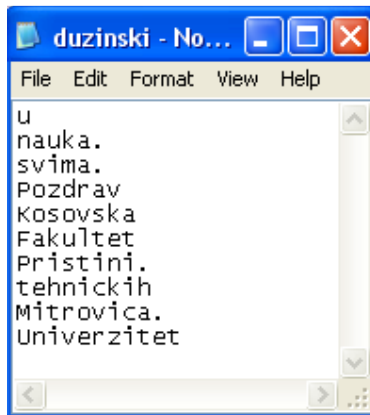 duzinski - No...
File Edit Format View Help
u
nauka.
svima.
Pozdrav
Kosovska
Fakultet
Pristini.
tehnickih
Mitrovica.
Univerzitet